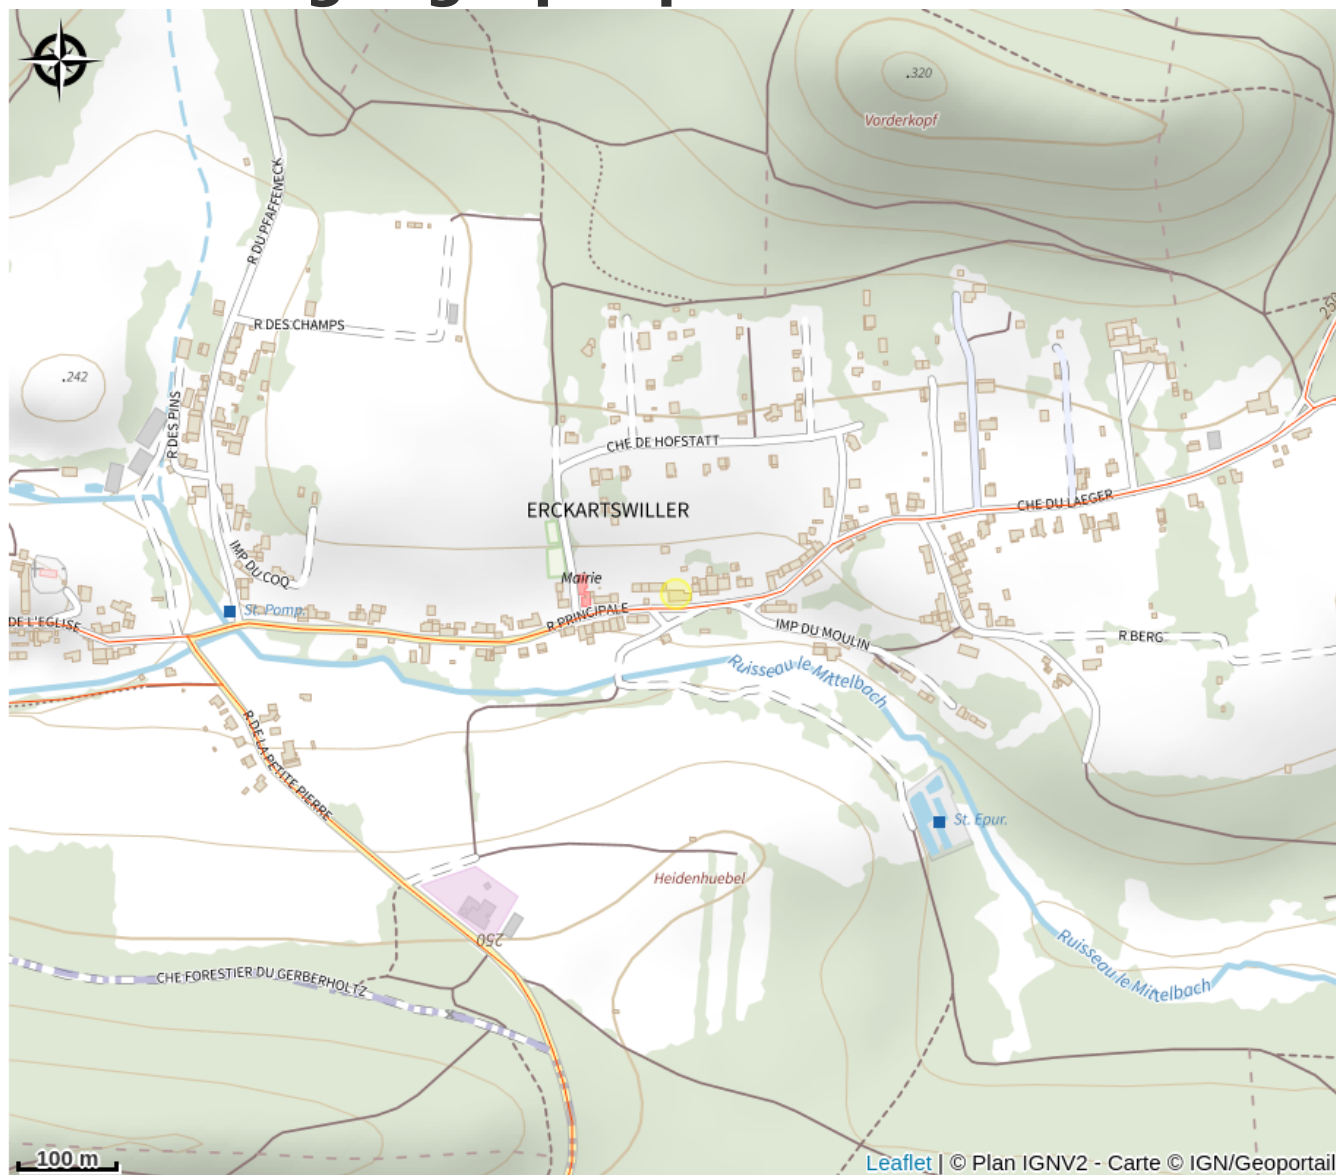 .320
Vorderkopf
R DU PFAFFENECK
R DES CHAMPS
.242
R DES PINS
CHE DE HOFSTATT
ERCKARTSWILLER
CHE DU LAEGER
IMP DU COQ
Mairie
St. Pomp.
R PRINCIPALE
DE L'EGLISE
IMP DU MOULIN
R BERG
Ruisseau le Mittelbach
R DE LA PETITE PIERRE
St. Epur.
Heidenhuebel
250
Ruisseau le Mittelbach
CHE FORESTIER DU GERBERHOLTZ
100 m
Leaflet | © Plan IGNV2 - Carte © IGN/Geoportail